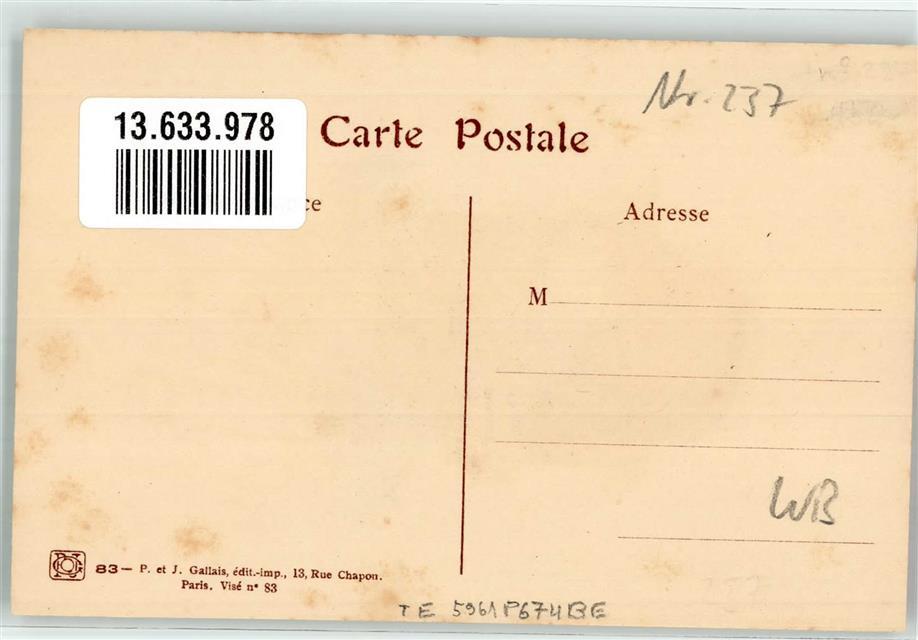 Nr. 237
13.633.978
Carte Postale
ce
Adresse
M
WB
83 — P. et J. Gallais, édit.-imp., 13, Rue Chapon.
Paris. Visé n° 83
TE 5961P674BE